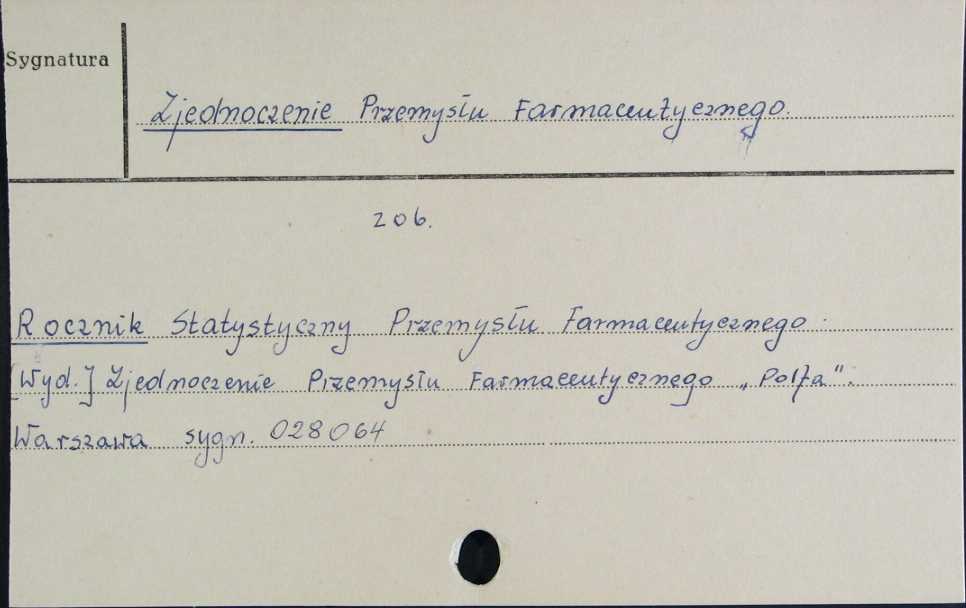 Sygnatura
Zjednoczenie Przemysłu Farmaceutycznego.
206.
Rocznik Statystyczny Przemysłu Farmaceutycznego.
[Wyd.] Zjednoczenie Przemysłu Farmaceutycznego „Polfa".
Warszawa sygn. 028064